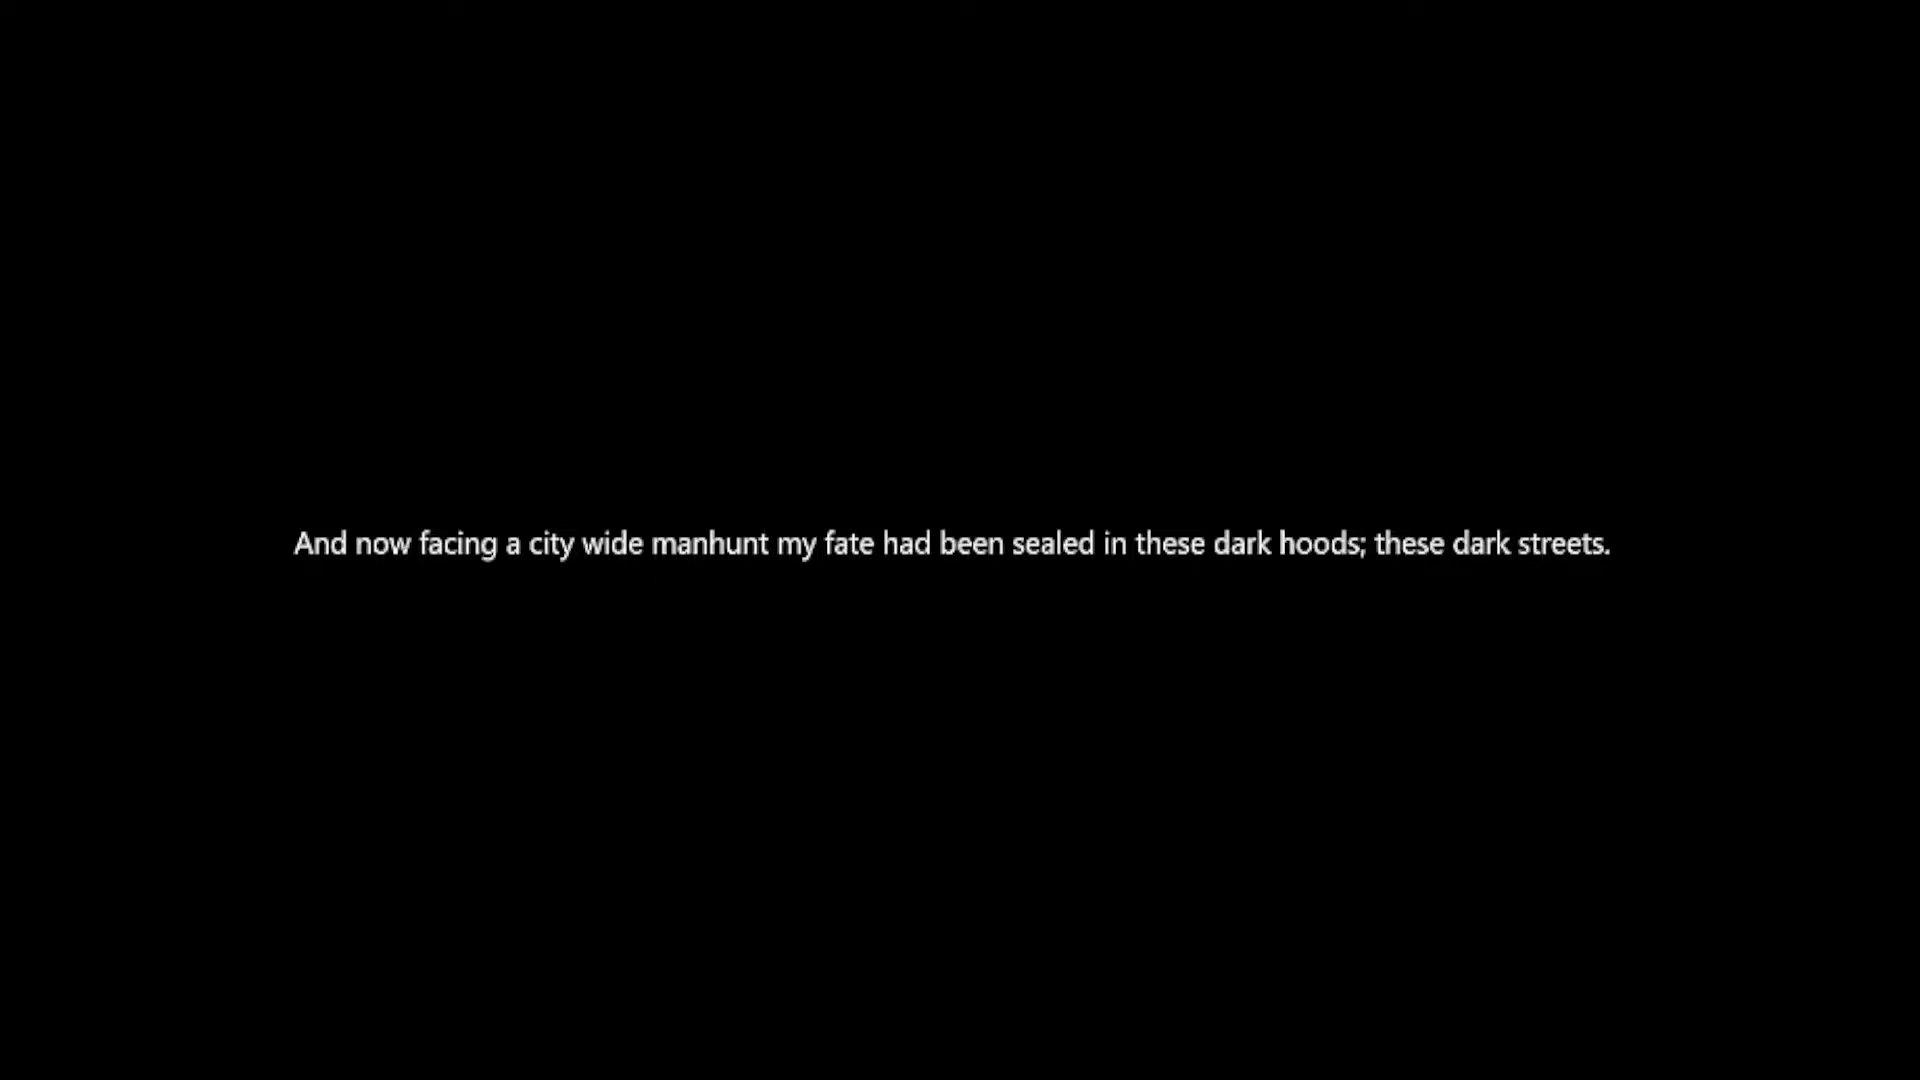 And now facing a city wide manhunt my fate had been sealed in these dark hoods; these dark streets.